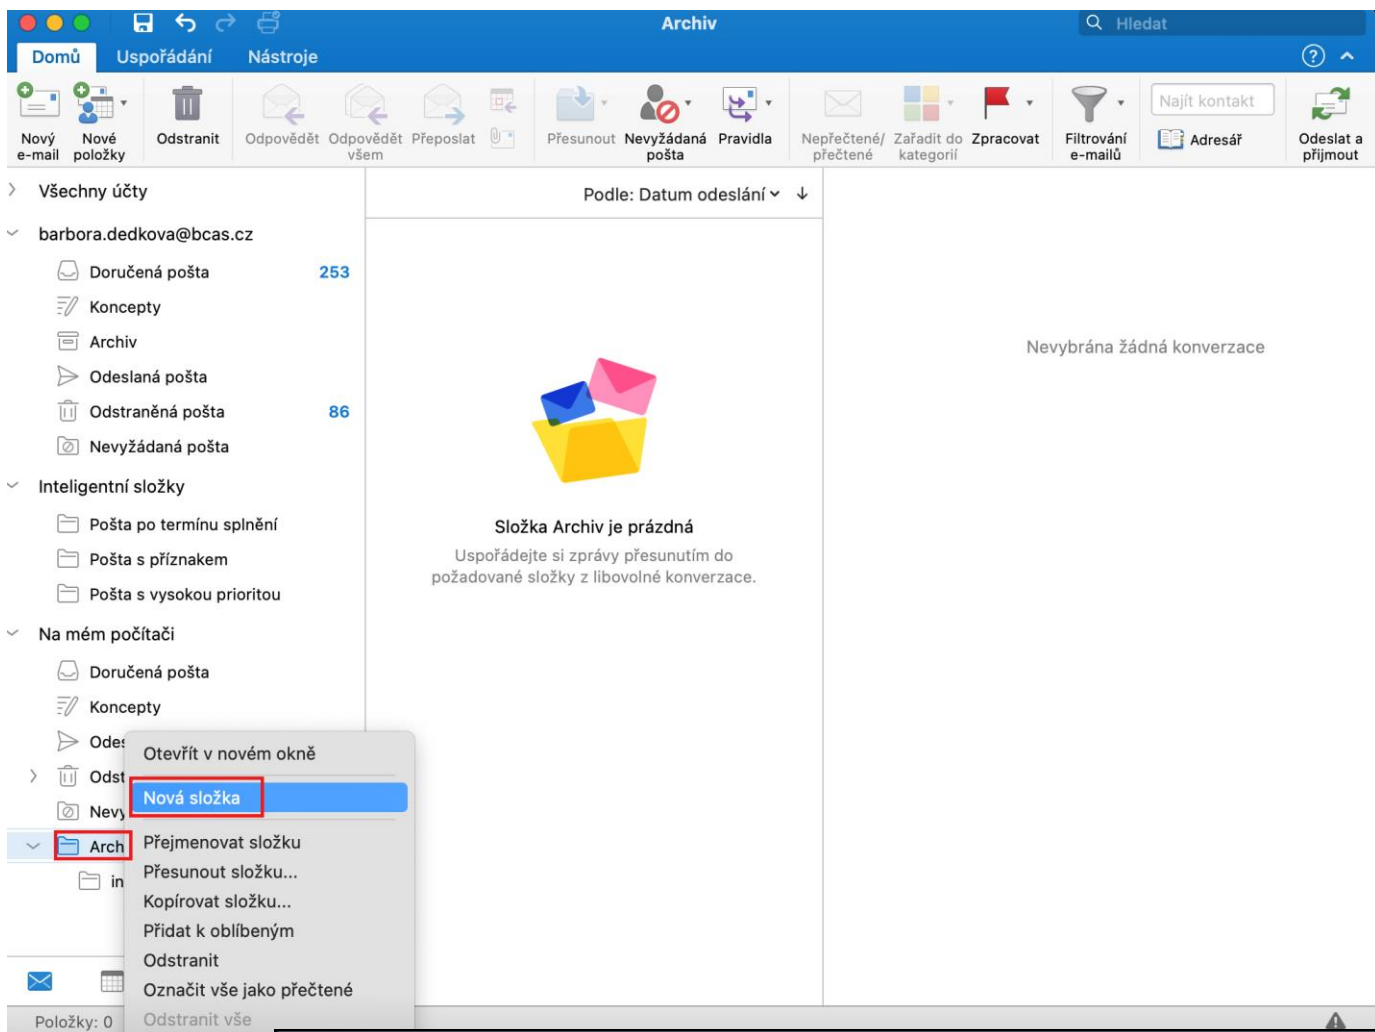 Archiv
Hledat
Domů
Uspořádání
Nástroje
Nový
e-mail
Nové
položky
Odstranit
Odpovědět
Odpovědět
všem
Přeposlat
Přesunout
Nevyžádaná
pošta
Pravidla
Nepřečtené/
přečtené
Zařadit do
kategorií
Zpracovat
Filtrování
e-mailů
Najít kontakt
Adresář
Odeslat a
přijmout
Všechny účty
barbora.dedkova@bcas.cz
Doručená pošta 253
Koncepty
Archiv
Odeslaná pošta
Odstraněná pošta 86
Nevyžádaná pošta
Inteligentní složky
Pošta po termínu splnění
Pošta s příznakem
Pošta s vysokou prioritou
Na mém počítači
Doručená pošta
Koncepty
Odes
Odst
Nevy
Arch
in
Otevřít v novém okně
Nová složka
Přejmenovat složku
Přesunout složku...
Kopírovat složku...
Přidat k oblíbeným
Odstranit
Označit vše jako přečtené
Odstranit vše
Položky: 0
Podle: Datum odeslání
Složka Archiv je prázdná
Uspořádejte si zprávy přesunutím do
požadované složky z libovolné konverzace.
Nevybrána žádná konverzace